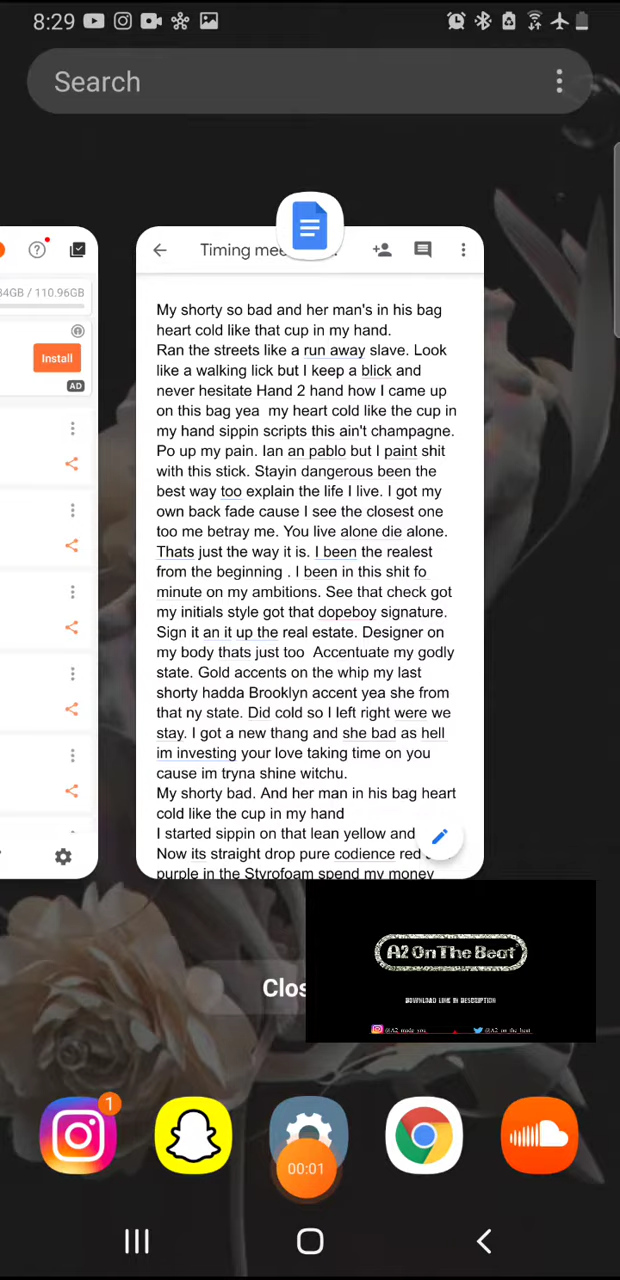 8:29
Search
Timing mee
34GB / 110.96GB
Install
AD
My shorty so bad and her man's in his bag
heart cold like that cup in my hand.
Ran the streets like a run away slave. Look
like a walking lick but I keep a blick and
never hesitate Hand 2 hand how I came up
on this bag yea  my heart cold like the cup in
my hand sippin scripts this ain't champagne.
Po up my pain. Ian an pablo but I paint shit
with this stick. Stayin dangerous been the
best way too explain the life I live. I got my
own back fade cause I see the closest one
too me betray me. You live alone die alone.
Thats just the way it is. I been the realest
from the beginning . I been in this shit fo
minute on my ambitions. See that check got
my initials style got that dopeboy signature.
Sign it an it up the real estate. Designer on
my body thats just too  Accentuate my godly
state. Gold accents on the whip my last
shorty hadda Brooklyn accent yea she from
that ny state. Did cold so I left right were we
stay. I got a new thang and she bad as hell
im investing your love taking time on you
cause im tryna shine witchu.
My shorty bad. And her man in his bag heart
cold like the cup in my hand
I started sippin on that lean yellow and
Now its straight drop pure codience red
purple in the Styrofoam spend my money
Clos
A2 OnTheBeat
DOWNLOAD LINK IN DESCRIPTION
@A2_made_you
@A2_on_the_beat
1
00:01